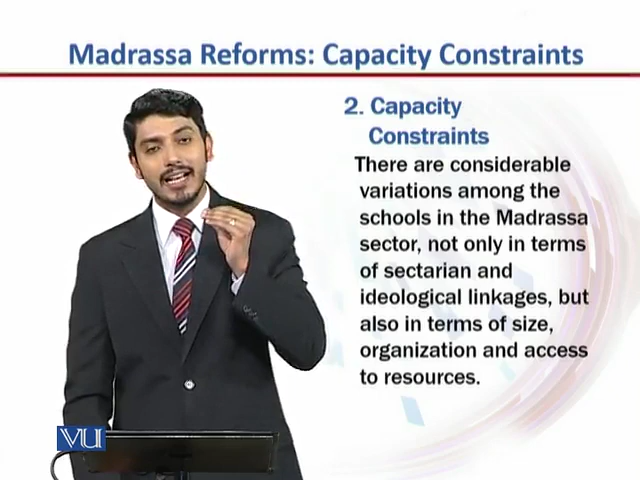 Madrassa Reforms: Capacity Constraints
2. Capacity
Constraints
There are considerable
variations among the
schools in the Madrassa
sector, not only in terms
of sectarian and
ideological linkages, but
also in terms of size,
organization and access
to resources.
VU